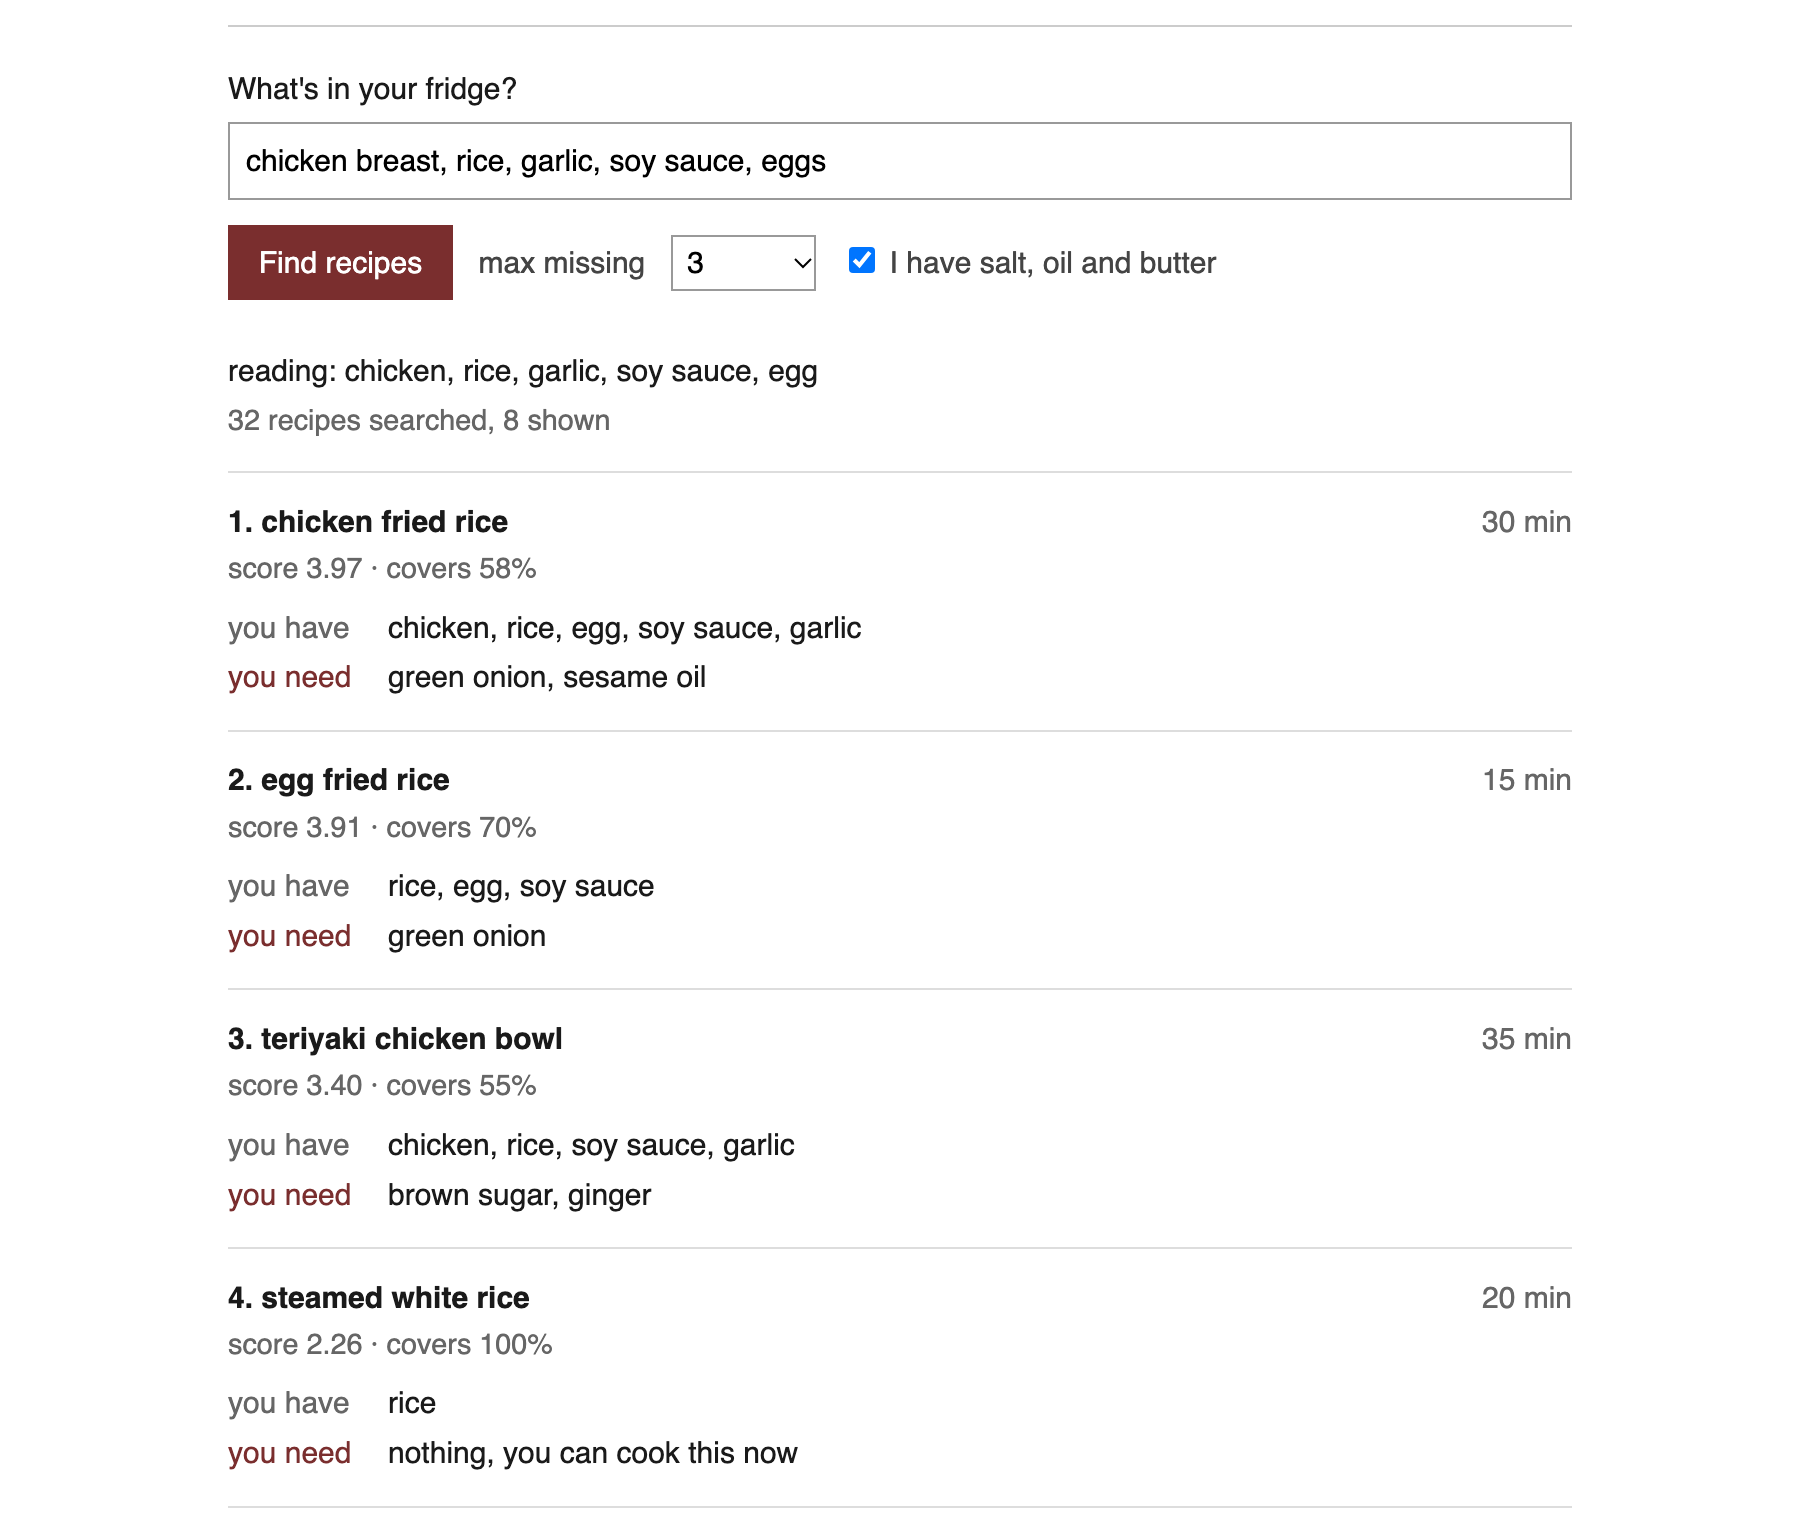 What's in your fridge?
chicken breast, rice, garlic, soy sauce, eggs
Find recipes max missing 3 I have salt, oil and butter
reading: chicken, rice, garlic, soy sauce, egg
32 recipes searched, 8 shown
1. chicken fried rice 30 min
score 3.97 · covers 58%
you have chicken, rice, egg, soy sauce, garlic
you need green onion, sesame oil
2. egg fried rice 15 min
score 3.91 · covers 70%
you have rice, egg, soy sauce
you need green onion
3. teriyaki chicken bowl 35 min
score 3.40 · covers 55%
you have chicken, rice, soy sauce, garlic
you need brown sugar, ginger
4. steamed white rice 20 min
score 2.26 · covers 100%
you have rice
you need nothing, you can cook this now